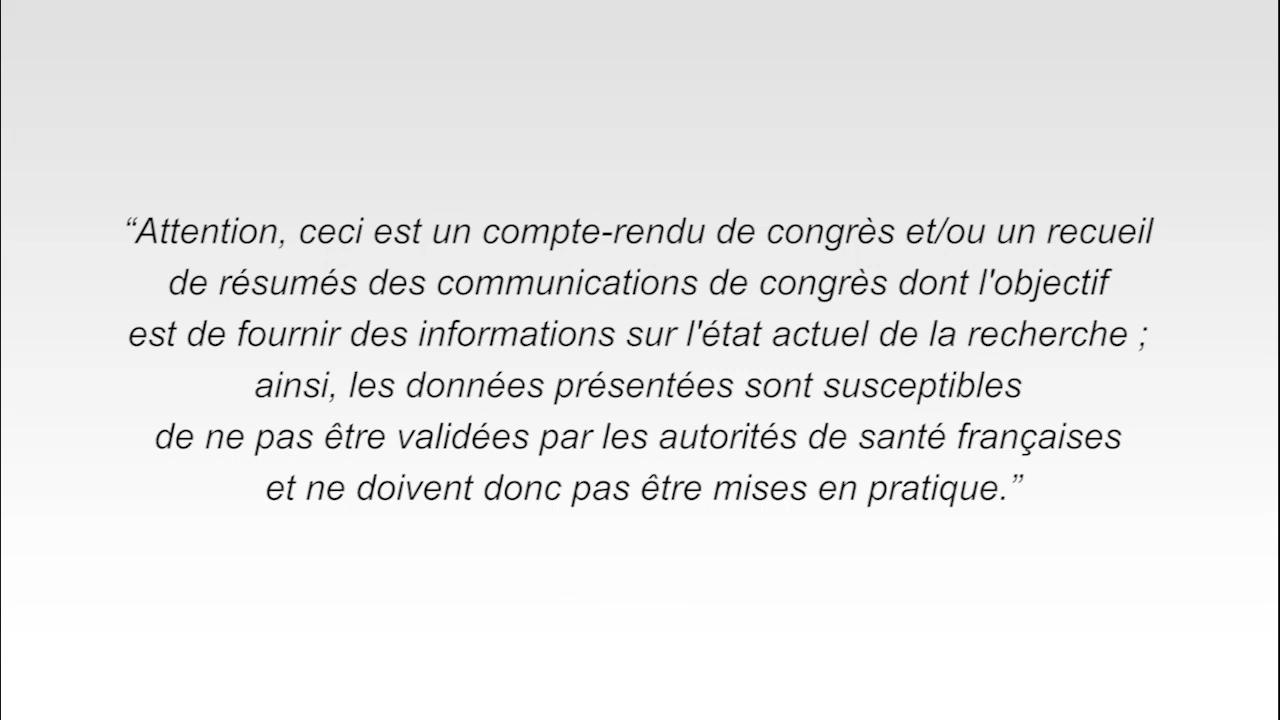 “Attention, ceci est un compte-rendu de congrès et/ou un recueil
de résumés des communications de congrès dont l'objectif
est de fournir des informations sur l'état actuel de la recherche ;
ainsi, les données présentées sont susceptibles
de ne pas être validées par les autorités de santé françaises
et ne doivent donc pas être mises en pratique.”